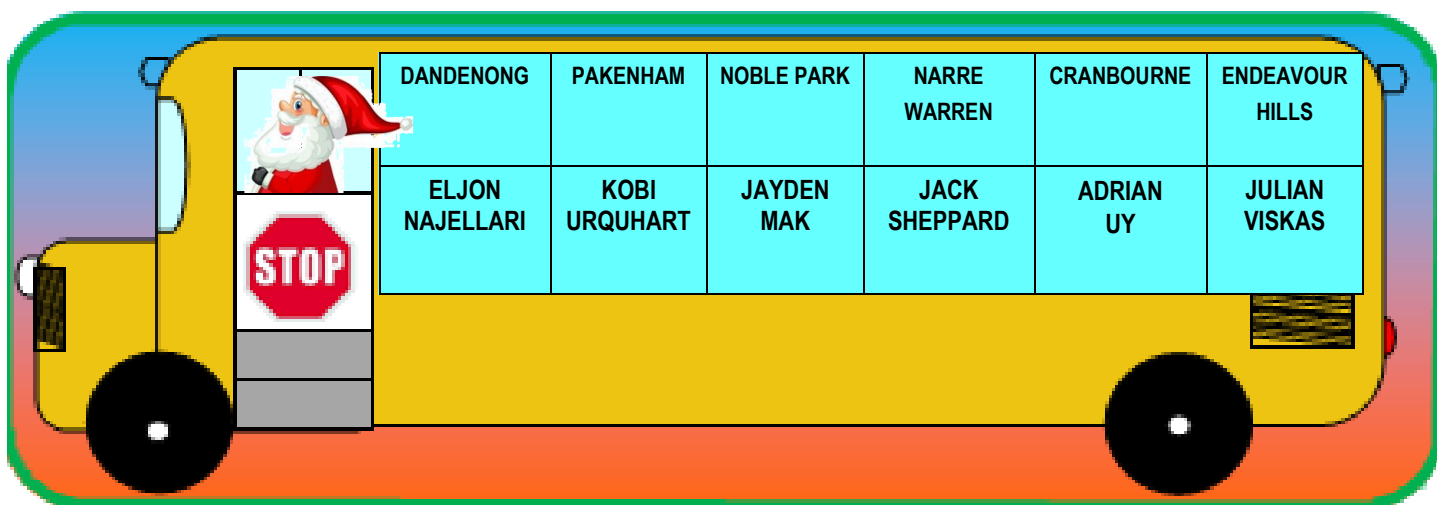 DANDENONG
PAKENHAM
NOBLE PARK
NARRE
WARREN
CRANBOURNE
ENDEAVOUR
HILLS
ELJON
NAJELLARI
KOBI
URQUHART
JAYDEN
MAK
JACK
SHEPPARD
ADRIAN
UY
JULIAN
VISKAS
STOP